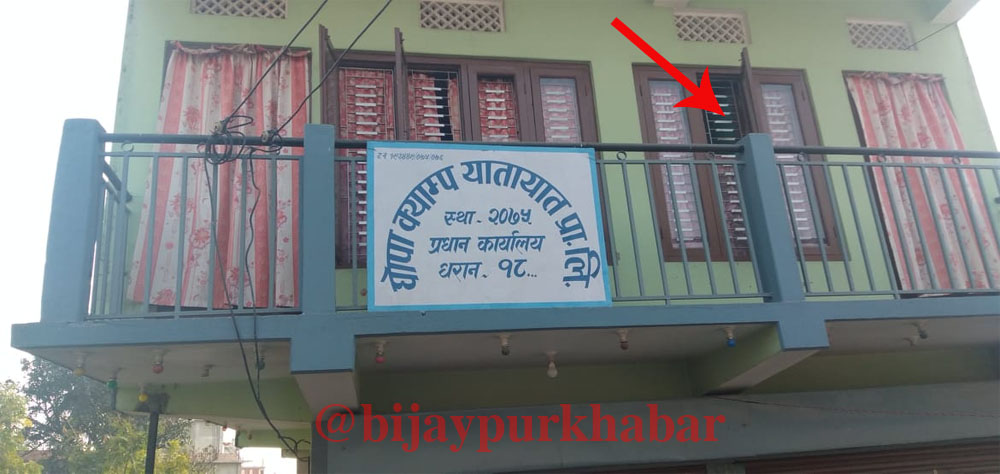 घोपा क्याम्प यातायात प्रा.लि.
स्था - २०७५
प्रधान कार्यालय
धरान - १८...
@bijaypurkhabar